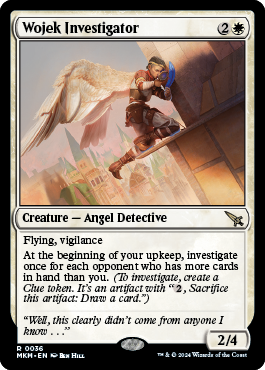 Wojek Investigator 2
Creature — Angel Detective
Flying, vigilance
At the beginning of your upkeep, investigate
once for each opponent who has more cards
in hand than you. (To investigate, create a
Clue token. It's an artifact with “2, Sacrifice
this artifact: Draw a card.”)
“Well, this clearly didn't come from anyone I
know . . .”
2/4
R 0036
MKM • EN Ben Hill
™ & © 2024 Wizards of the Coast